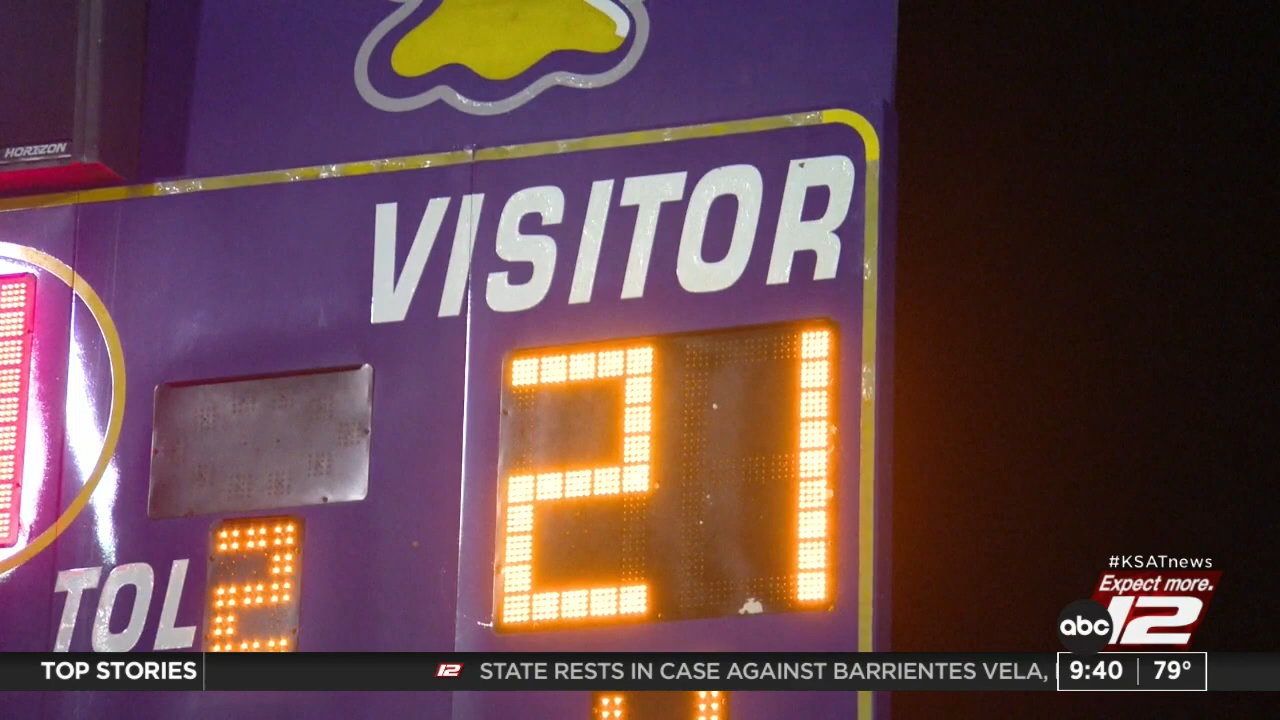 HORIZON
VISITOR
21
TOL 2
#KSATnews
Expect more.
abc 12
TOP STORIES
12 STATE RESTS IN CASE AGAINST BARRIENTES VELA,
9:40 79°